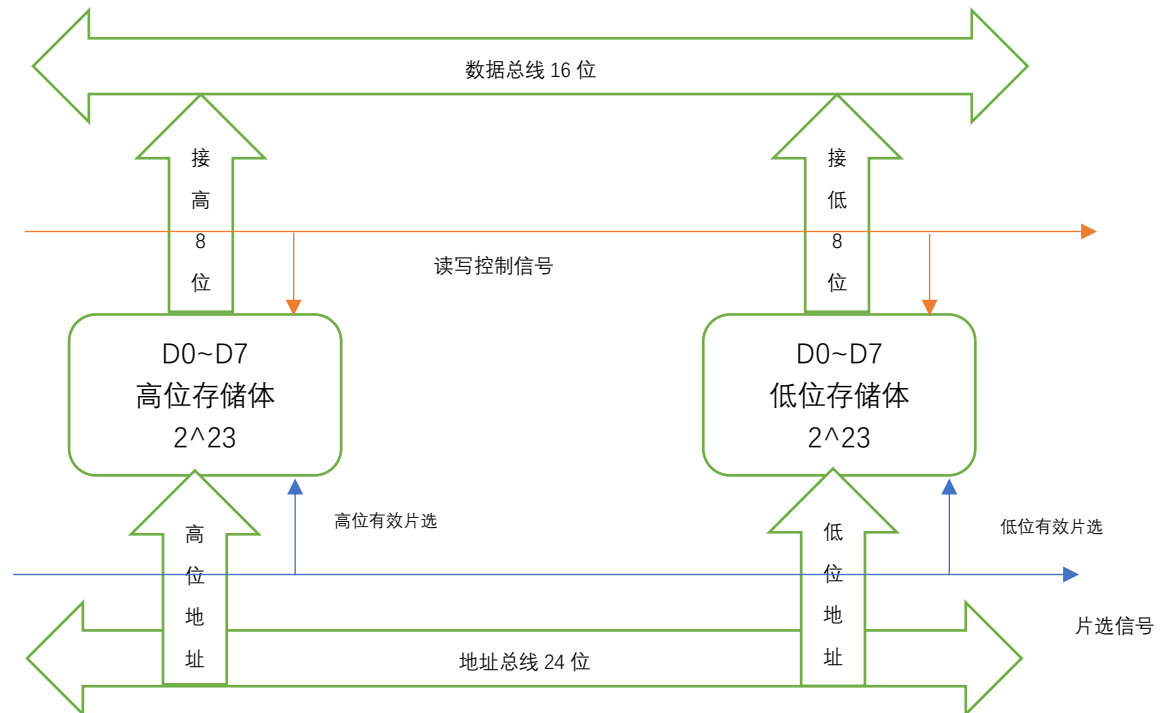 数据总线 16 位
接高8位
接低8位
读写控制信号
D0~D7
高位存储体
2^23
D0~D7
低位存储体
2^23
高位有效片选
低位有效片选
高位地址
低位地址
片选信号
地址总线 24 位